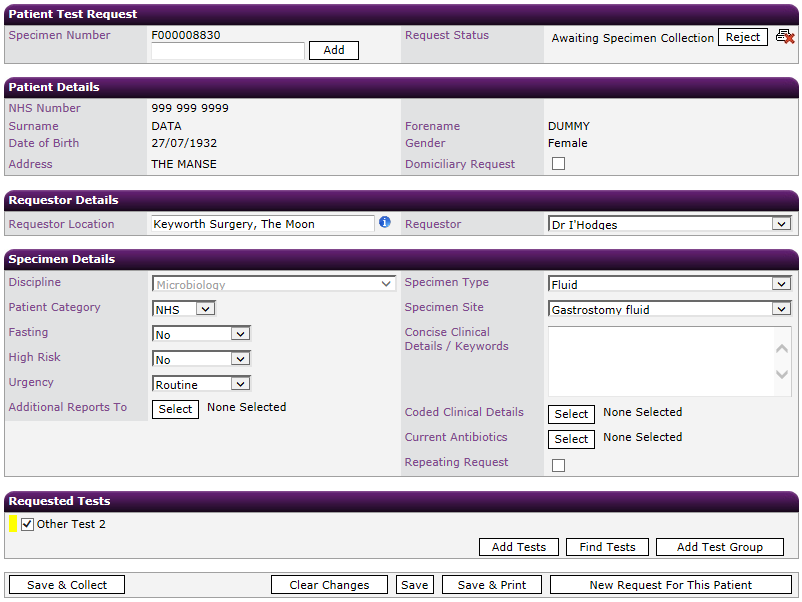 Patient Test Request
Specimen Number F000008830 Request Status Awaiting Specimen Collection Reject
Add
Patient Details
NHS Number 999 999 9999
Surname DATA Forename DUMMY
Date of Birth 27/07/1932 Gender Female
Address THE MANSE Domiciliary Request
Requestor Details
Requestor Location Keyworth Surgery, The Moon Requestor Dr I'Hodges
Specimen Details
Discipline Microbiology Specimen Type Fluid
Patient Category NHS Specimen Site Gastrostomy fluid
Fasting No Concise Clinical
Details / Keywords
High Risk No
Urgency Routine
Additional Reports To Select None Selected Coded Clinical Details Select None Selected
Current Antibiotics Select None Selected
Repeating Request
Requested Tests
Other Test 2
Add Tests Find Tests Add Test Group
Save & Collect Clear Changes Save Save & Print New Request For This Patient